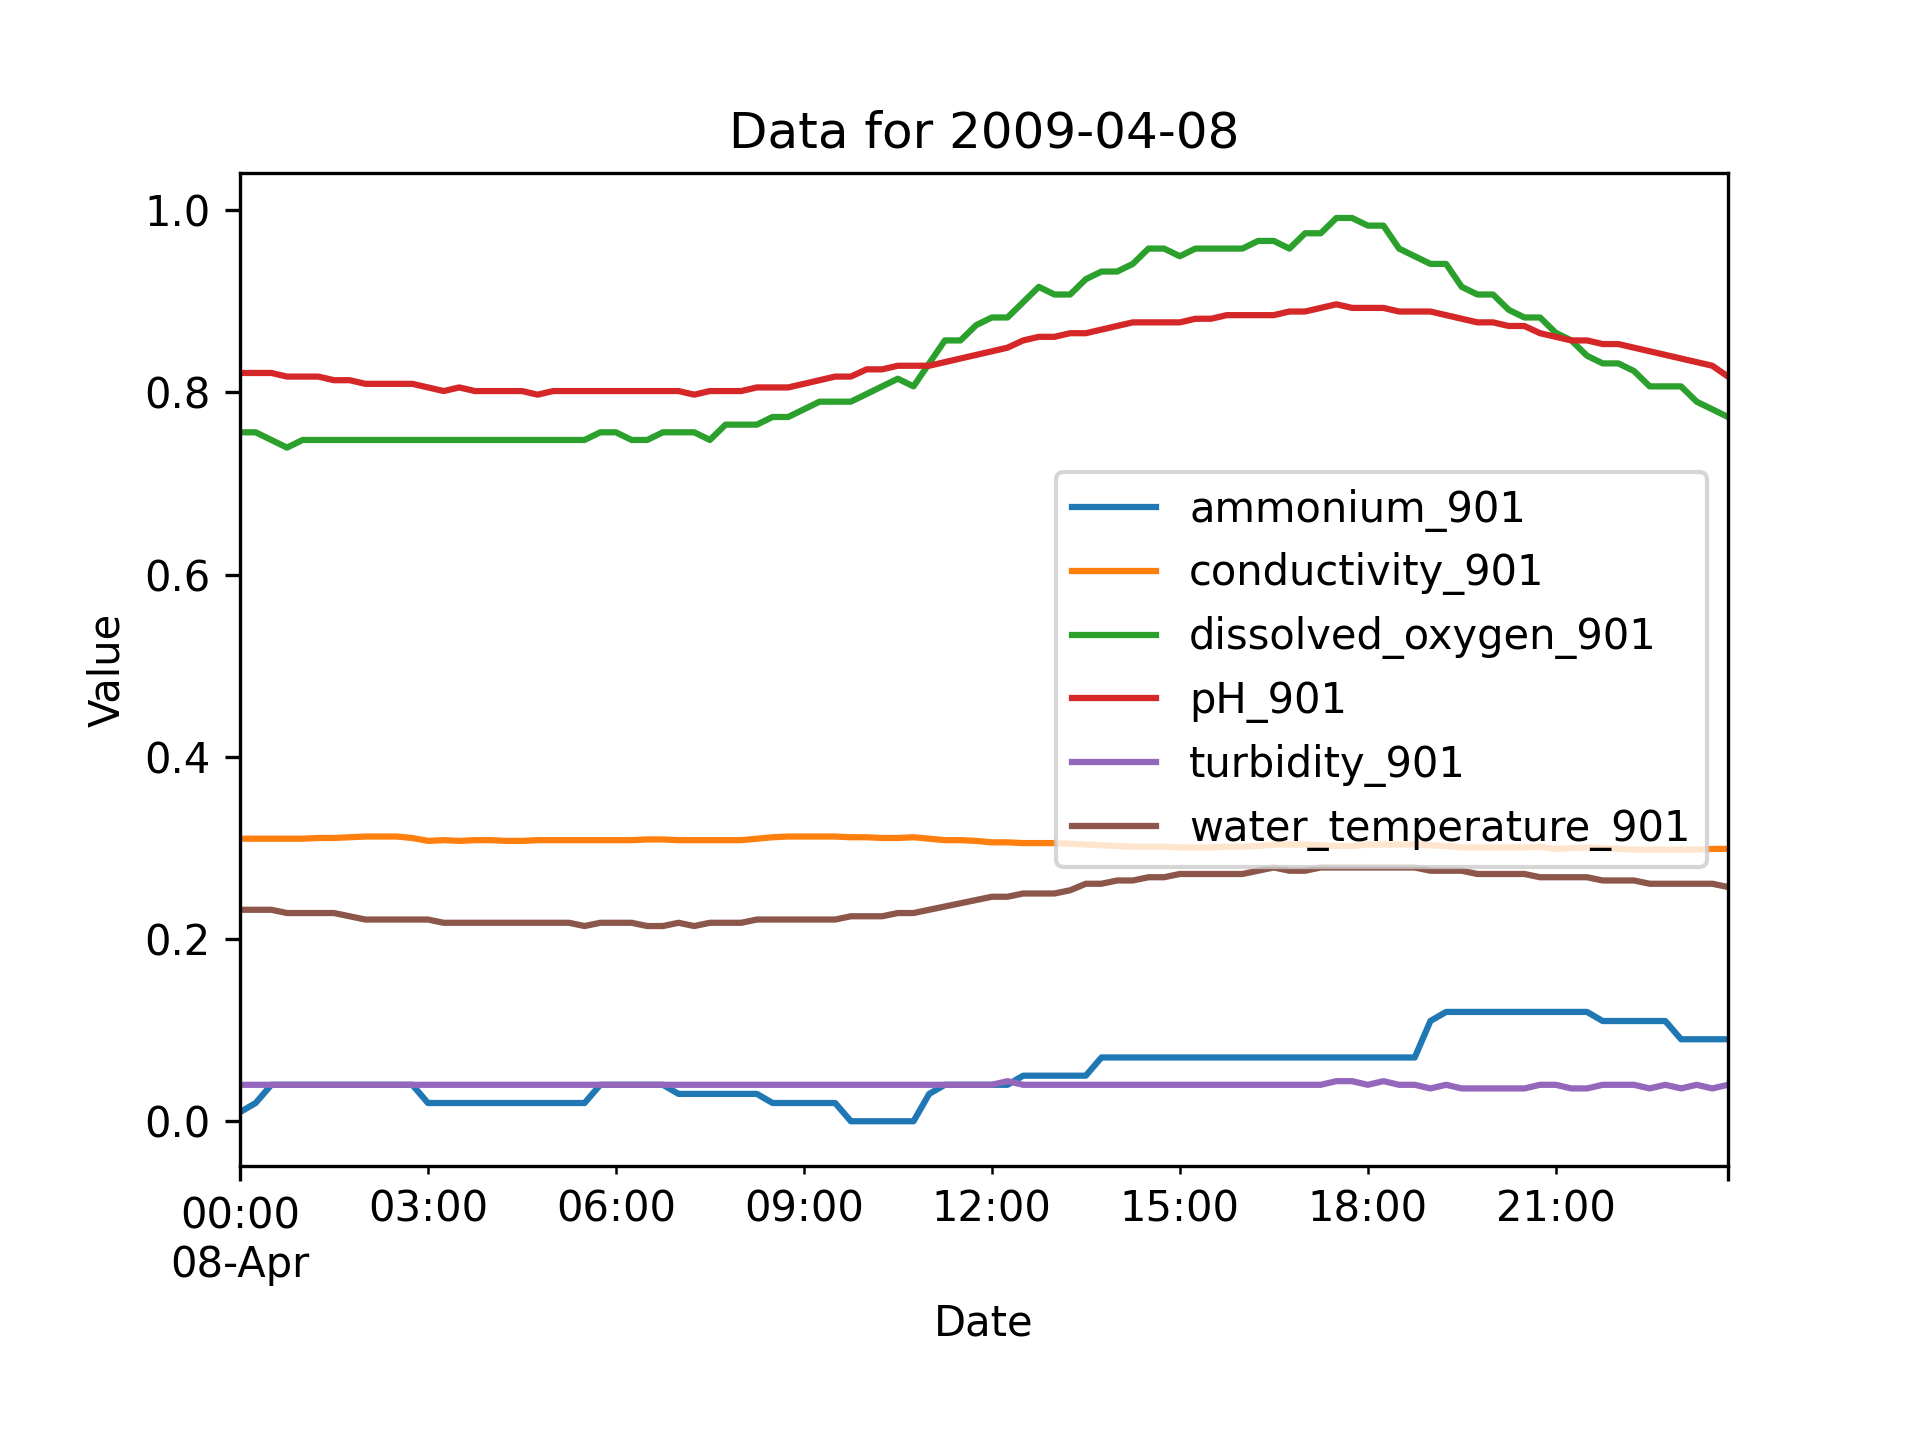 Data for 2009-04-08
1.0
0.8
0.6
0.4
0.2
0.0
Value
ammonium_901
conductivity_901
dissolved_oxygen_901
pH_901
turbidity_901
water_temperature_901
00:00 03:00 06:00 09:00 12:00 15:00 18:00 21:00
08-Apr
Date